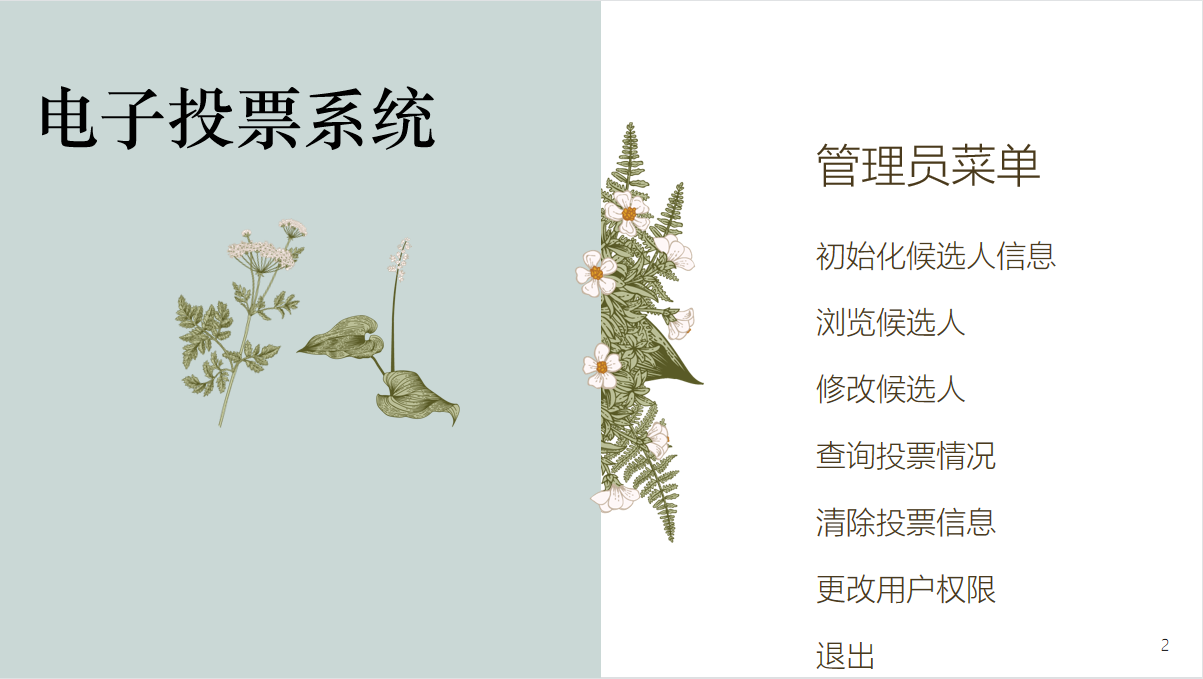 电子投票系统
管理员菜单
初始化候选人信息
浏览候选人
修改候选人
查询投票情况
清除投票信息
更改用户权限
退出
2